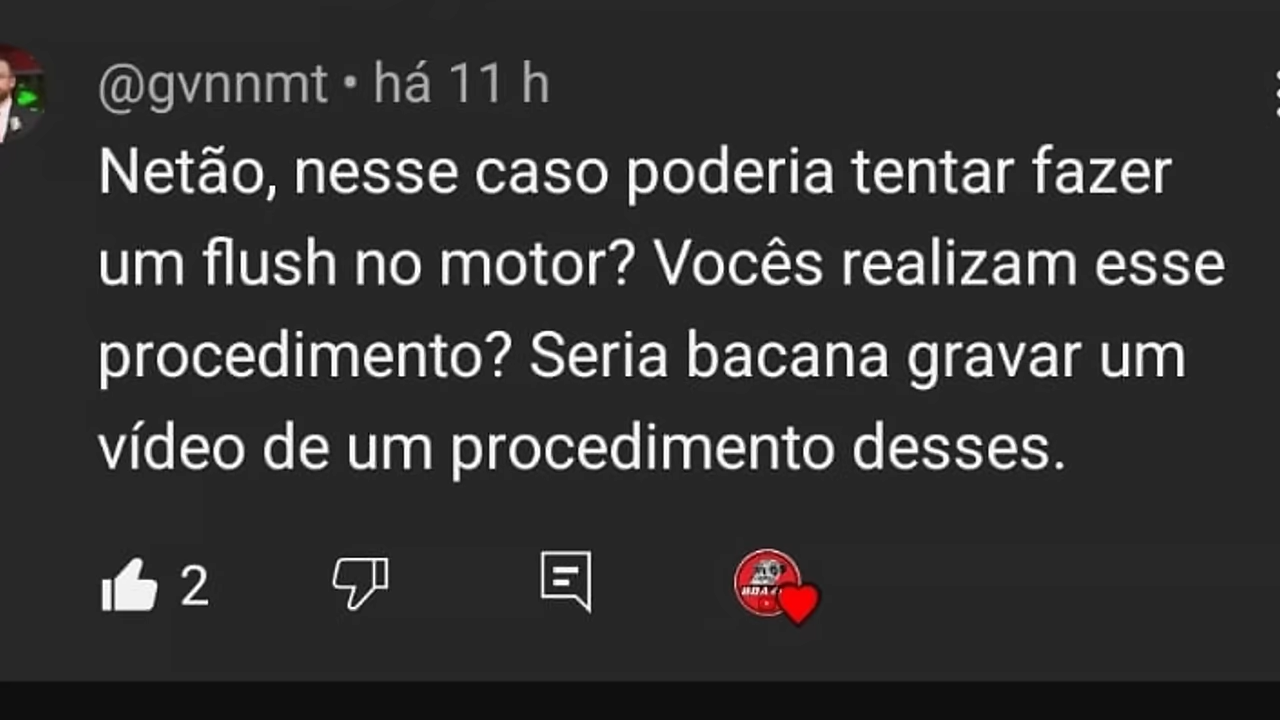 @gvnnmt • há 11 h
Netão, nesse caso poderia tentar fazer
um flush no motor? Vocês realizam esse
procedimento? Seria bacana gravar um
vídeo de um procedimento desses.
2